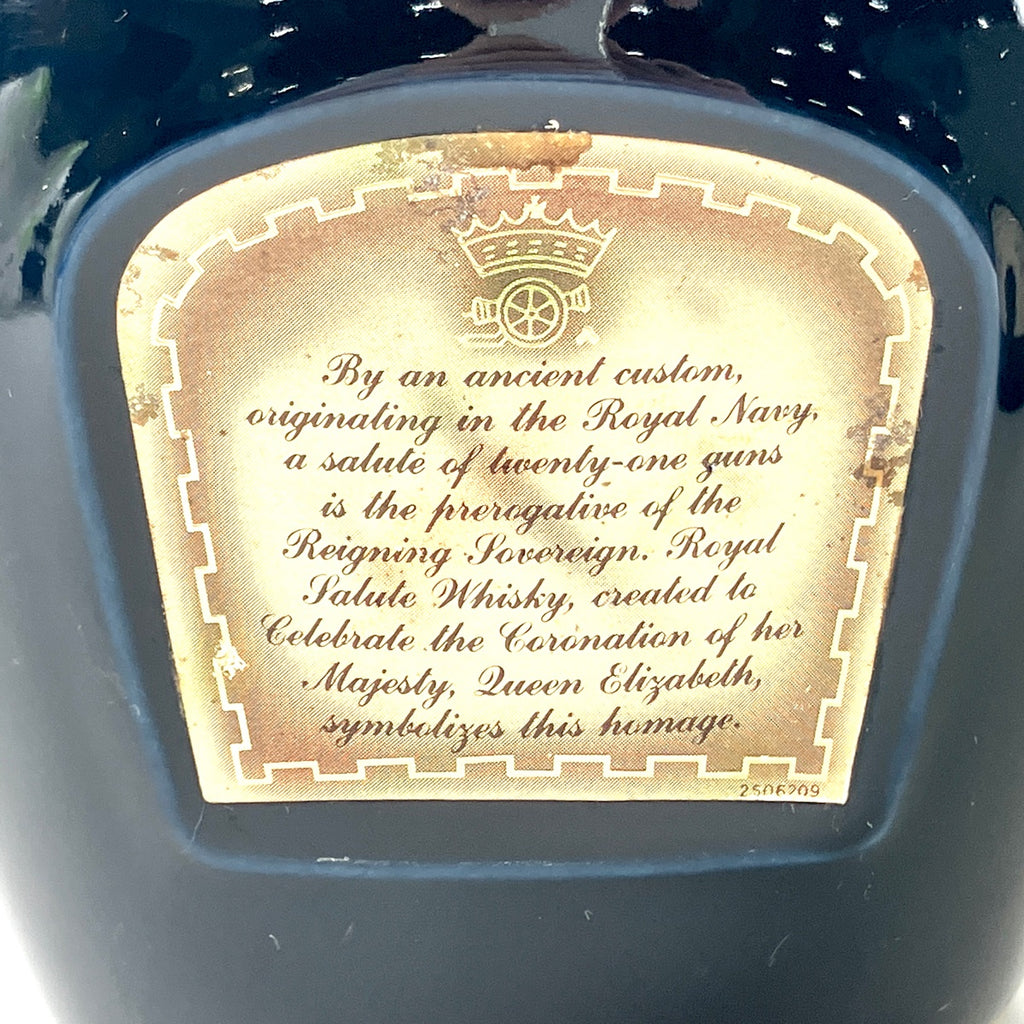 By an ancient custom,
originating in the Royal Navy,
a salute of twenty-one guns
is the prerogative of the
Reigning Sovereign. Royal
Salute Whisky, created to
Celebrate the Coronation of her
Majesty, Queen Elizabeth,
symbolizes this homage.
2506209